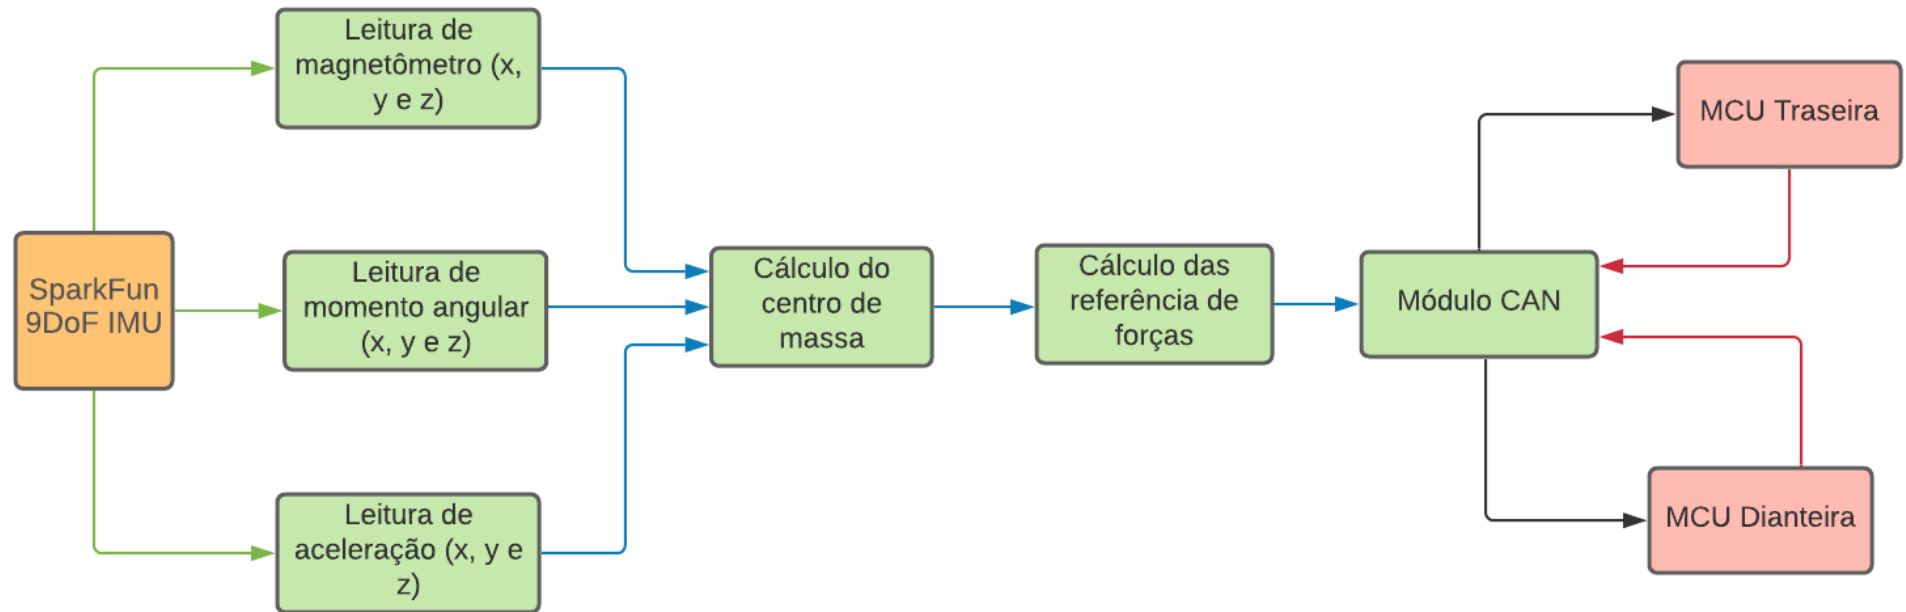 Leitura de
magnetômetro (x,
y e z)
SparkFun
9DoF IMU
Leitura de
momento angular
(x, y e z)
Leitura de
aceleração (x, y e
z)
Cálculo do
centro de
massa
Cálculo das
referência de
forças
Módulo CAN
MCU Traseira
MCU Dianteira